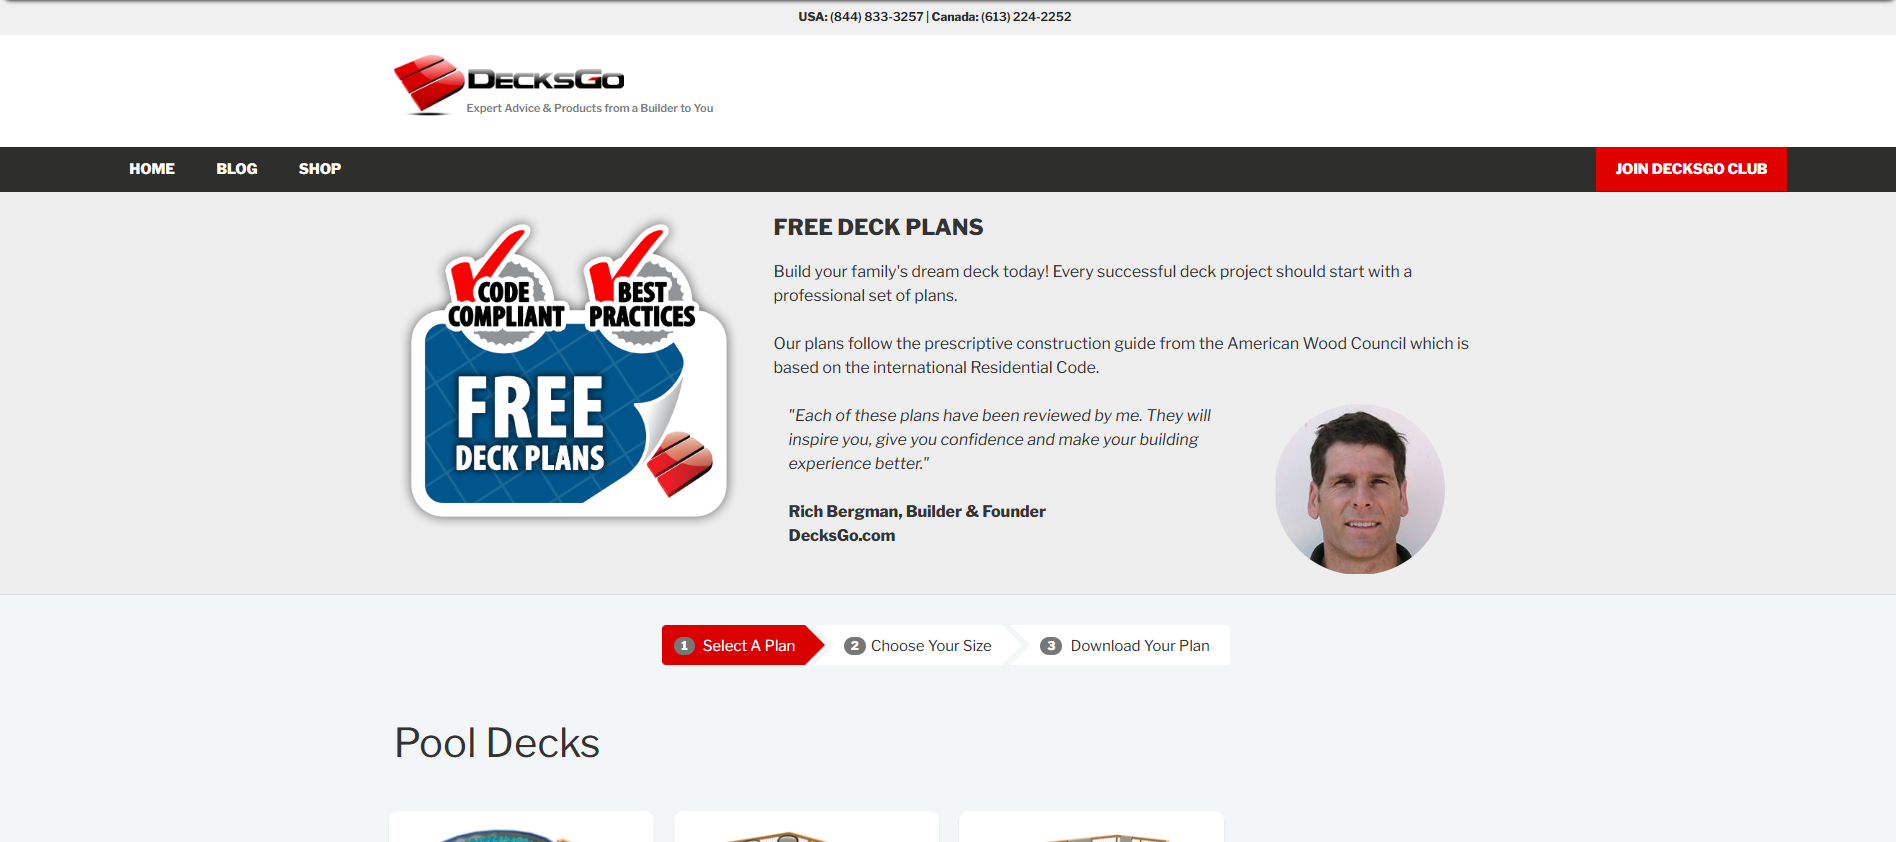 USA: (844) 833-3257 | Canada: (613) 224-2252
DECKSGO
Expert Advice & Products from a Builder to You
HOME BLOG SHOP JOIN DECKSGO CLUB
CODE COMPLIANT
BEST PRACTICES
FREE
DECK PLANS
FREE DECK PLANS
Build your family's dream deck today! Every successful deck project should start with a
professional set of plans.
Our plans follow the prescriptive construction guide from the American Wood Council which is
based on the international Residential Code.
"Each of these plans have been reviewed by me. They will
inspire you, give you confidence and make your building
experience better."
Rich Bergman, Builder & Founder
DecksGo.com
1 Select A Plan 2 Choose Your Size 3 Download Your Plan
Pool Decks